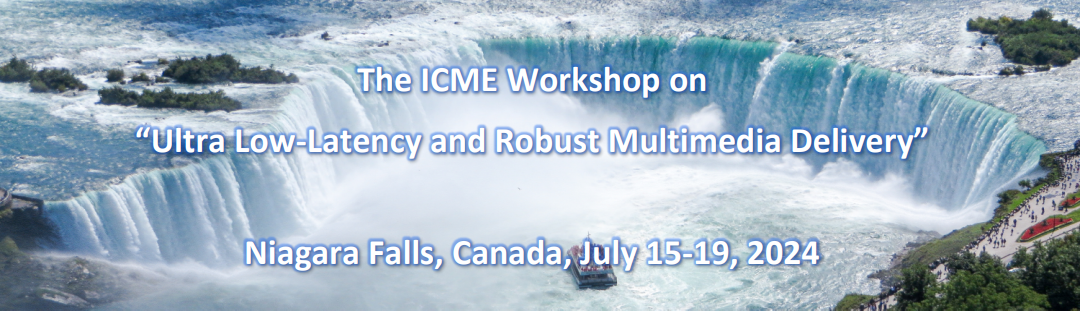 The ICME Workshop on
“Ultra Low-Latency and Robust Multimedia Delivery”
Niagara Falls, Canada, July 15-19, 2024